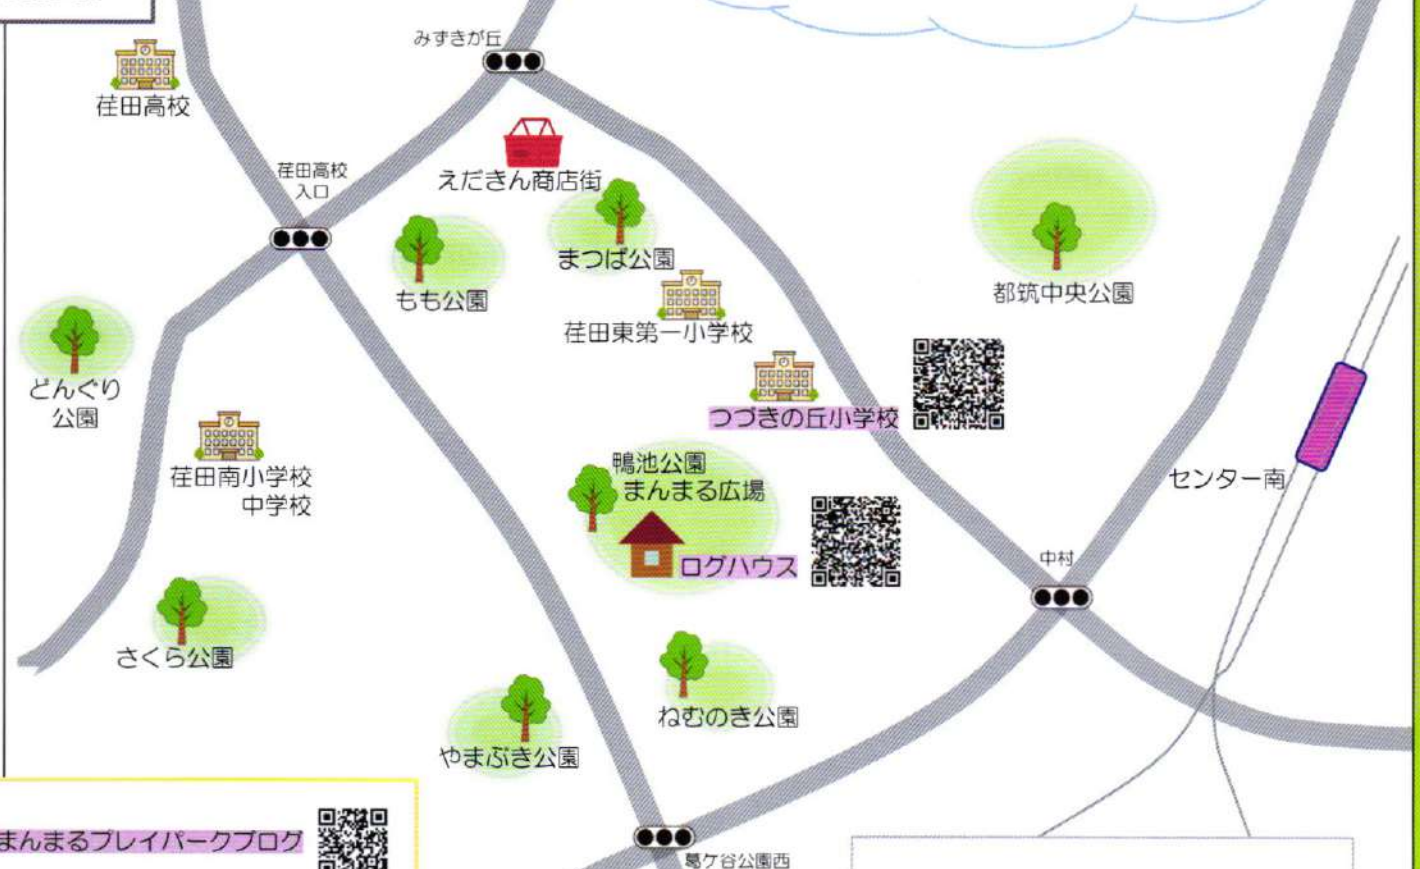 みずきが丘
荏田高校
荏田高校
入口
えだきん商店街
まつば公園
もも公園
都筑中央公園
荏田東第一小学校
どんぐり
公園
つづきの丘小学校
荏田南小学校
中学校
鴨池公園
まんまる広場
センター南
ログハウス
中村
さくら公園
ねむのき公園
やまぶき公園
まんまるプレイパークブログ
葛ケ谷公園西